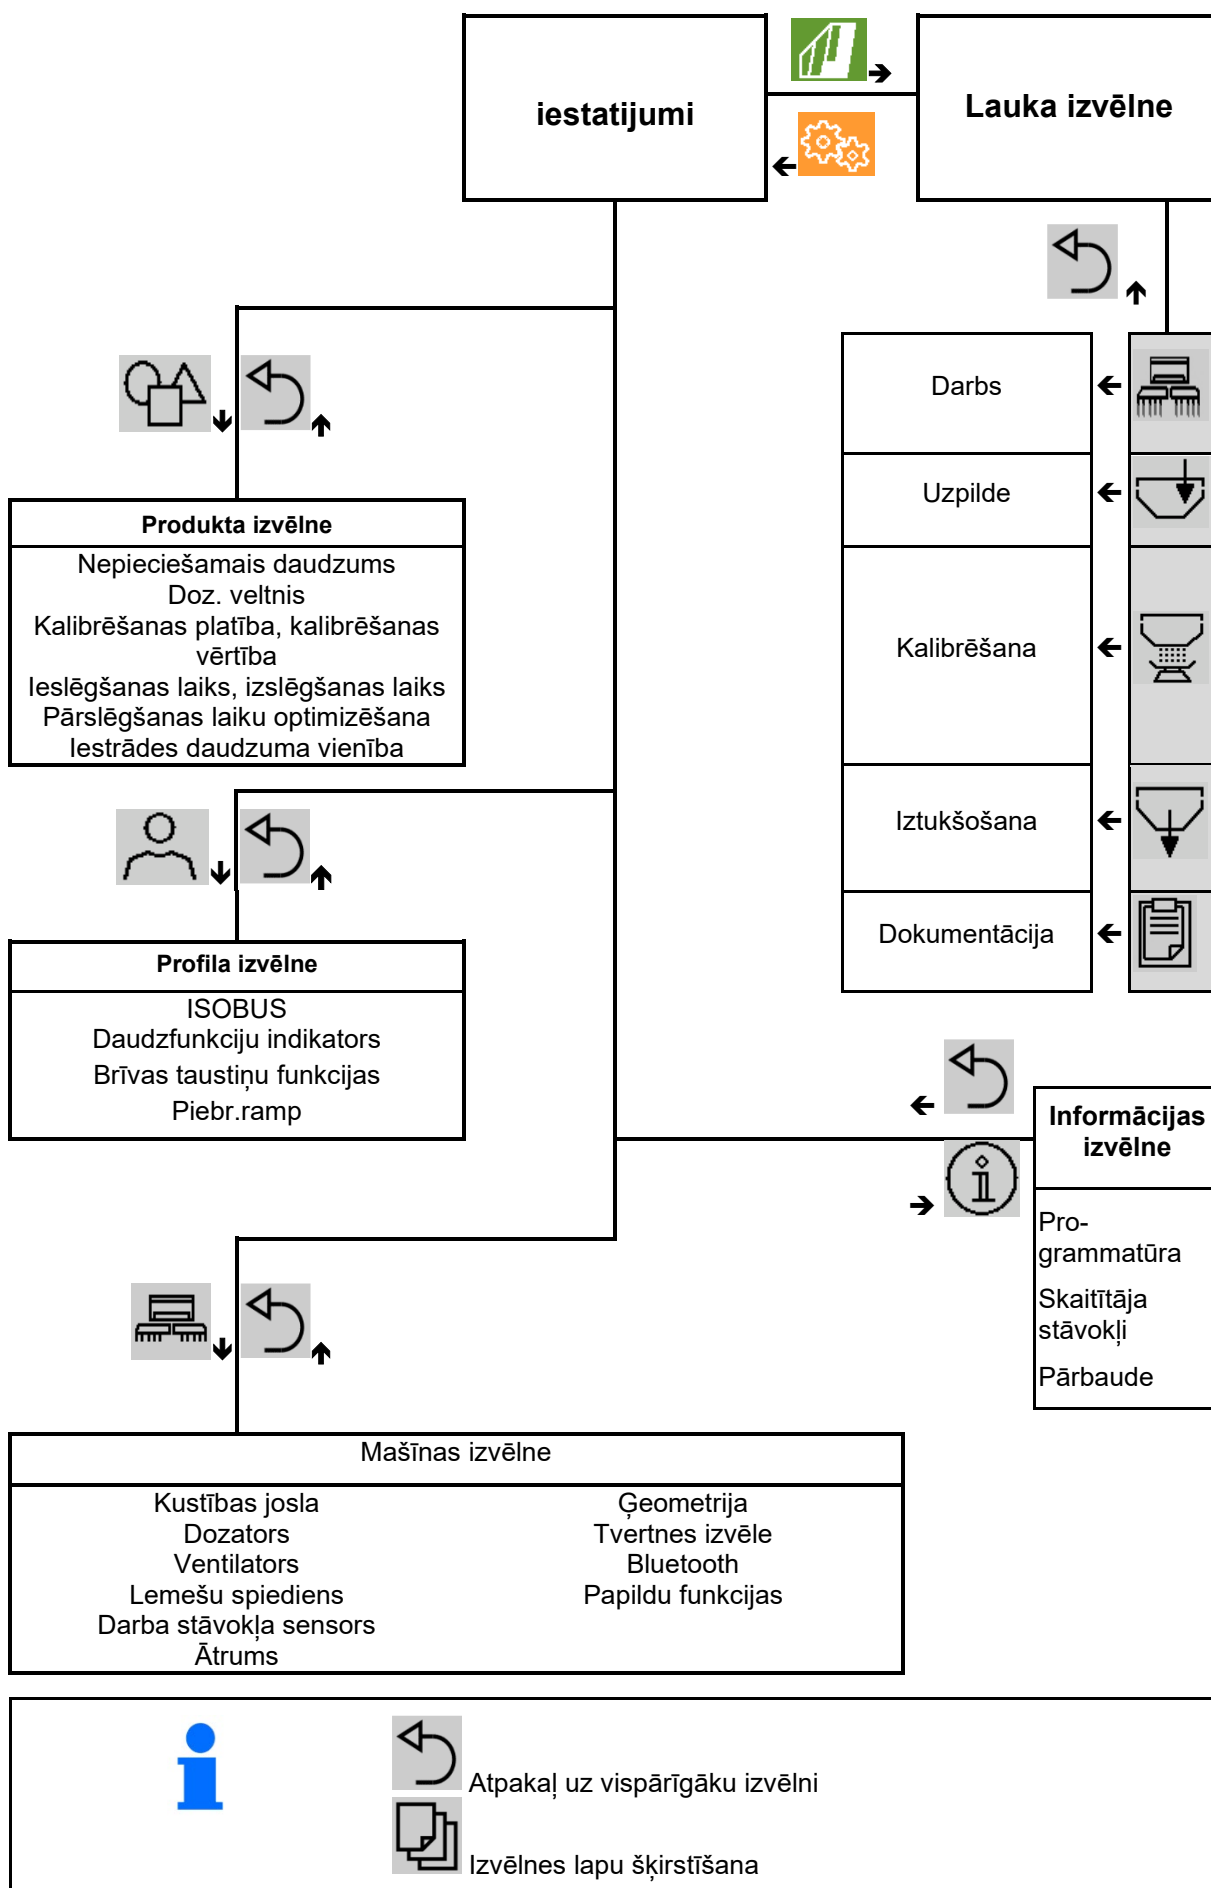 iestatijumi
Lauka izvēlne
Darbs
Uzpilde
Kalibrēšana
Iztukšošana
Dokumentācija
Produkta izvēlne
Nepieciešamais daudzums
Doz. veltnis
Kalibrēšanas platība, kalibrēšanas
vērtība
Ieslēgšanas laiks, izslēgšanas laiks
Pārslēgšanas laiku optimizēšana
Iestrādes daudzuma vienība
Profila izvēlne
ISOBUS
Daudzfunkciju indikators
Brīvas taustiņu funkcijas
Piebr.ramp
Informācijas
izvēlne
Pro-
grammatūra
Skaitītāja
stāvokļi
Pārbaude
Mašīnas izvēlne
Kustības josla
Dozators
Ventilators
Lemešu spiediens
Darba stāvokļa sensors
Ātrums
Ģeometrija
Tvertnes izvēle
Bluetooth
Papildu funkcijas
Atpakaļ uz vispārīgāku izvēlni
Izvēlnes lapu šķirstīšana